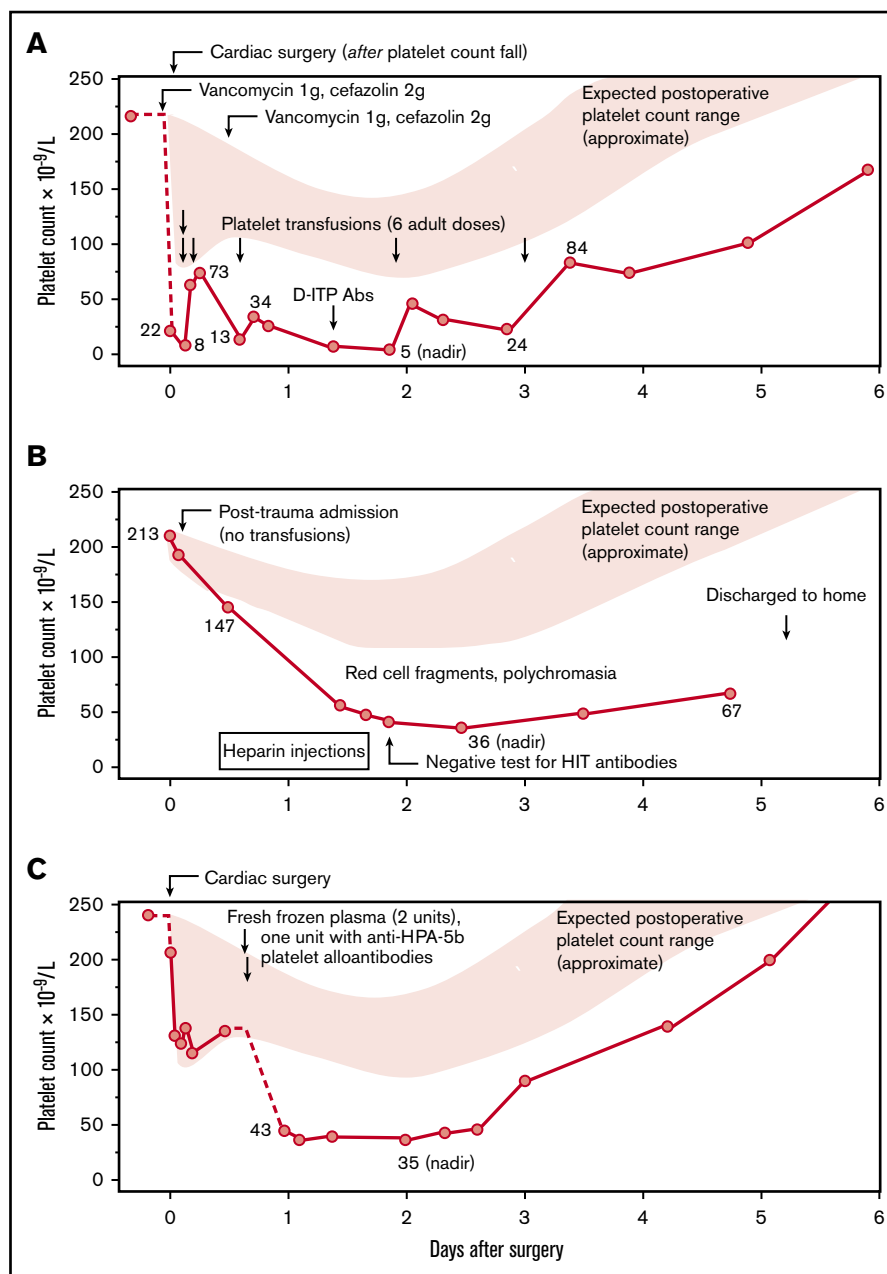 A
Cardiac surgery (after platelet count fall)
Vancomycin 1g, cefazolin 2g
Vancomycin 1g, cefazolin 2g
Expected postoperative
platelet count range
(approximate)
Platelet transfusions (6 adult doses)
D-ITP Abs
22
8
73
13
34
5 (nadir)
24
84
Platelet count × 10⁻⁹/L
250
200
150
100
50
0
0 1 2 3 4 5 6
B
Post-trauma admission
(no transfusions)
Expected postoperative
platelet count range
(approximate)
213
147
Discharged to home
Red cell fragments, polychromasia
67
36 (nadir)
Heparin injections
Negative test for HIT antibodies
Platelet count × 10⁻⁹/L
250
200
150
100
50
0
0 1 2 3 4 5 6
C
Cardiac surgery
Fresh frozen plasma (2 units),
one unit with anti-HPA-5b
platelet alloantibodies
Expected postoperative
platelet count range
(approximate)
43
35 (nadir)
Platelet count × 10⁻⁹/L
250
200
150
100
50
0
0 1 2 3 4 5 6
Days after surgery